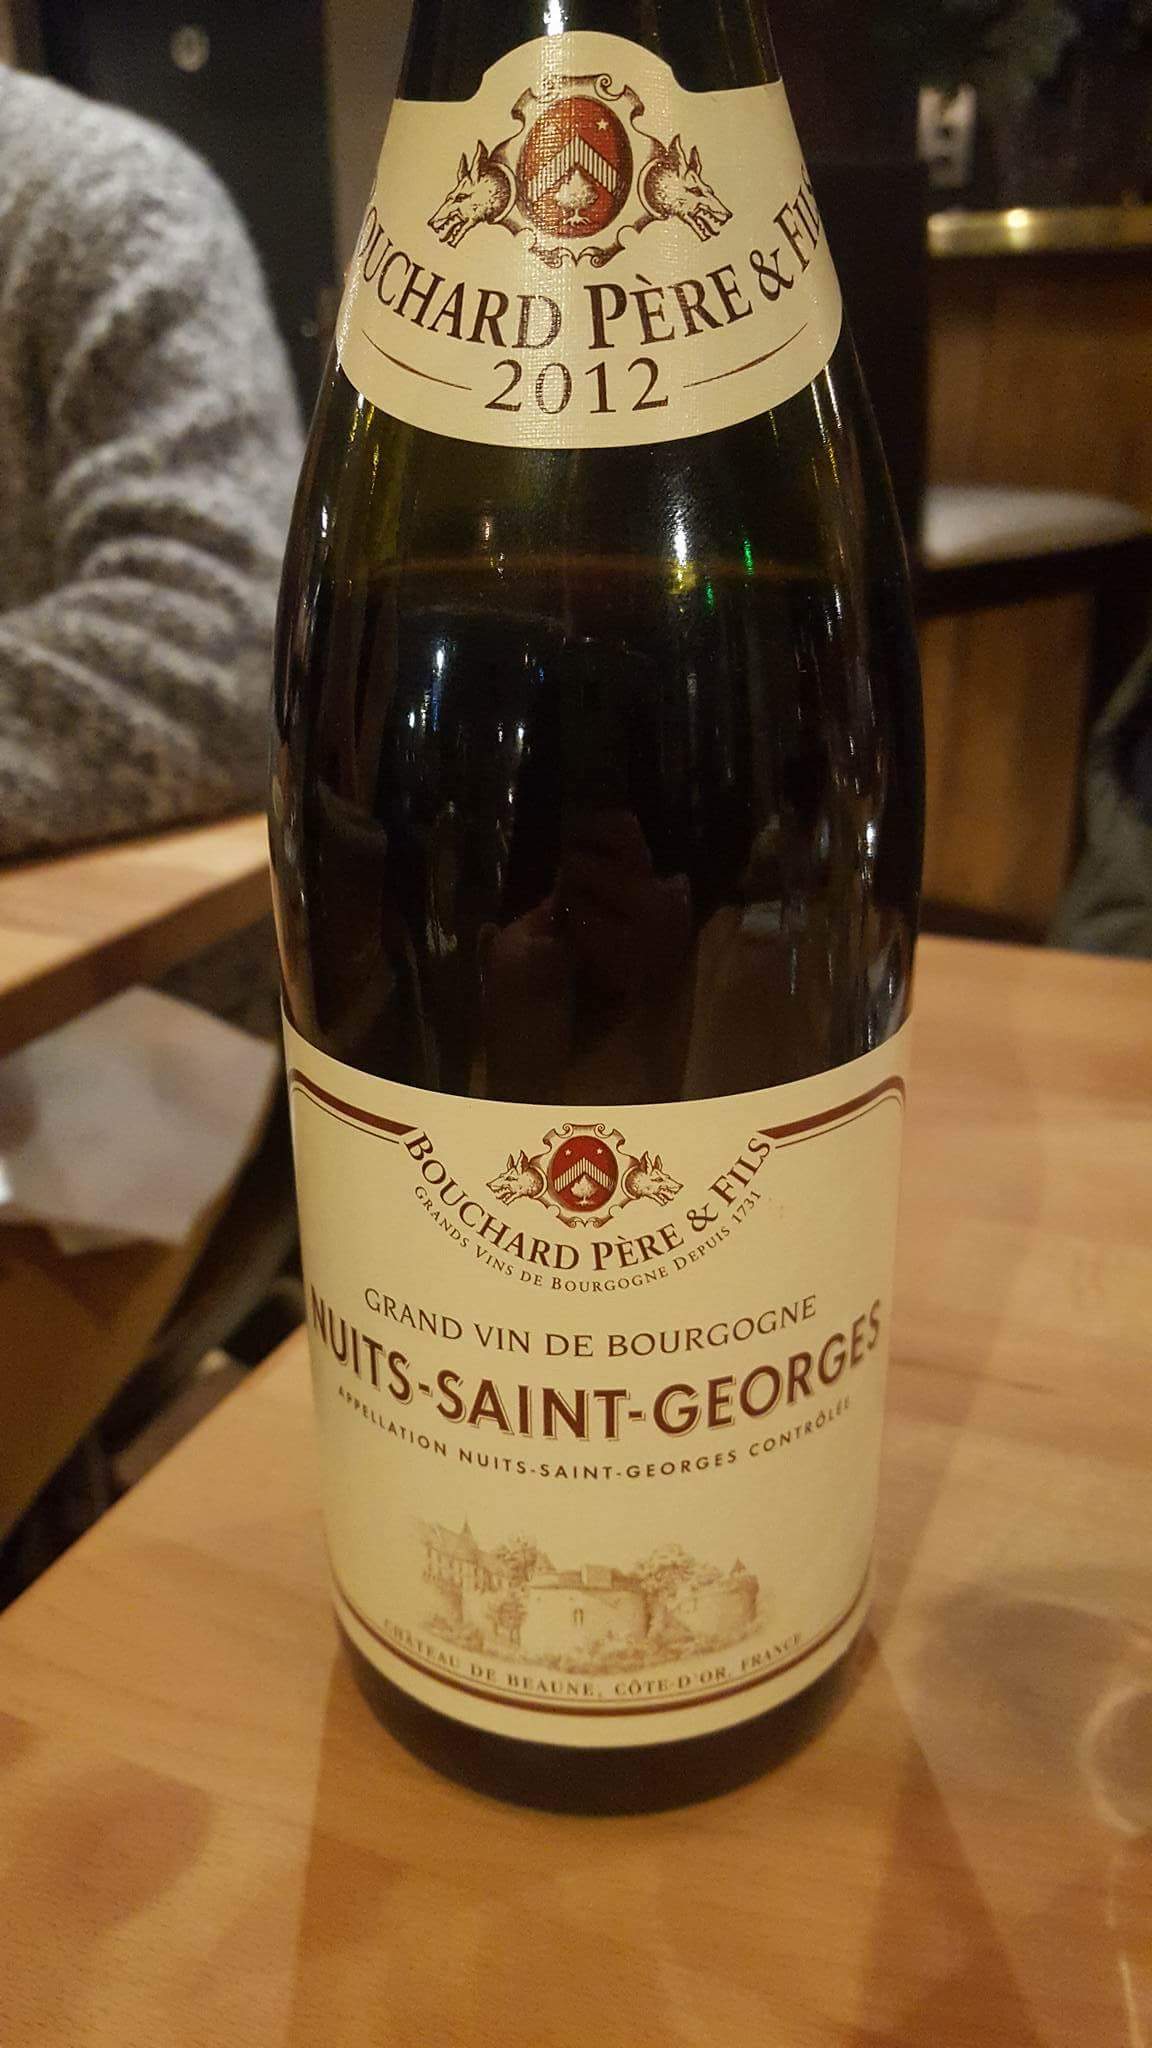 BOUCHARD PÈRE & FILS
2012
BOUCHARD PÈRE & FILS
GRANDS VINS DE BOURGOGNE DEPUIS 1731
GRAND VIN DE BOURGOGNE
NUITS-SAINT-GEORGES
APPELLATION NUITS-SAINT-GEORGES CONTRÔLÉE
CHÂTEAU DE BEAUNE, CÔTE-D'OR, FRANCE